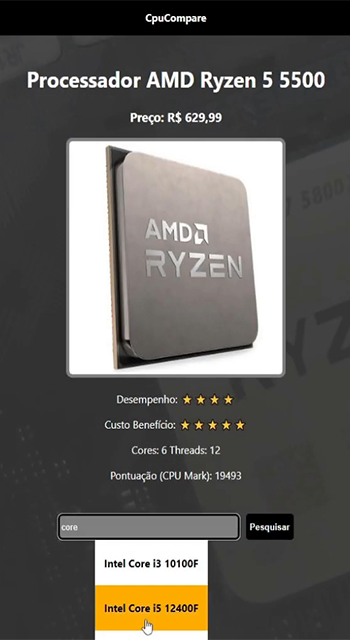 CpuCompare
Processador AMD Ryzen 5 5500
Preço: R$ 629,99
AMD
RYZEN
Desempenho: ★ ★ ★ ★
Custo Benefício: ★ ★ ★ ★ ★
Cores: 6 Threads: 12
Pontuação (CPU Mark): 19493
core
Pesquisar
Intel Core i3 10100F
Intel Core i5 12400F